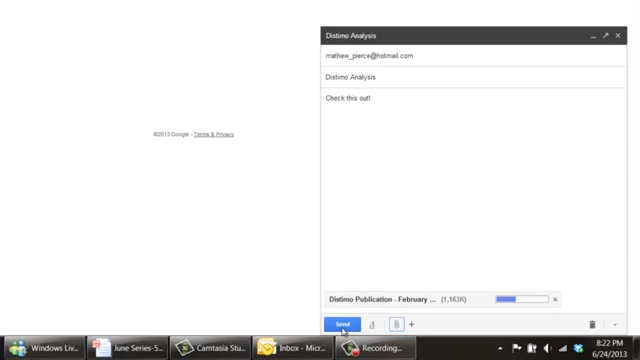 Distimo Analysis
mathew_pierce@hotmail.com
Distimo Analysis
Check this out!
©2013 Google - Terms & Privacy
Distimo Publication - February ... (1,163K)
Send
Windows Liv...
June Series-5...
Camtasia Stu...
Inbox - Micr...
Recording...
8:22 PM
6/24/2013